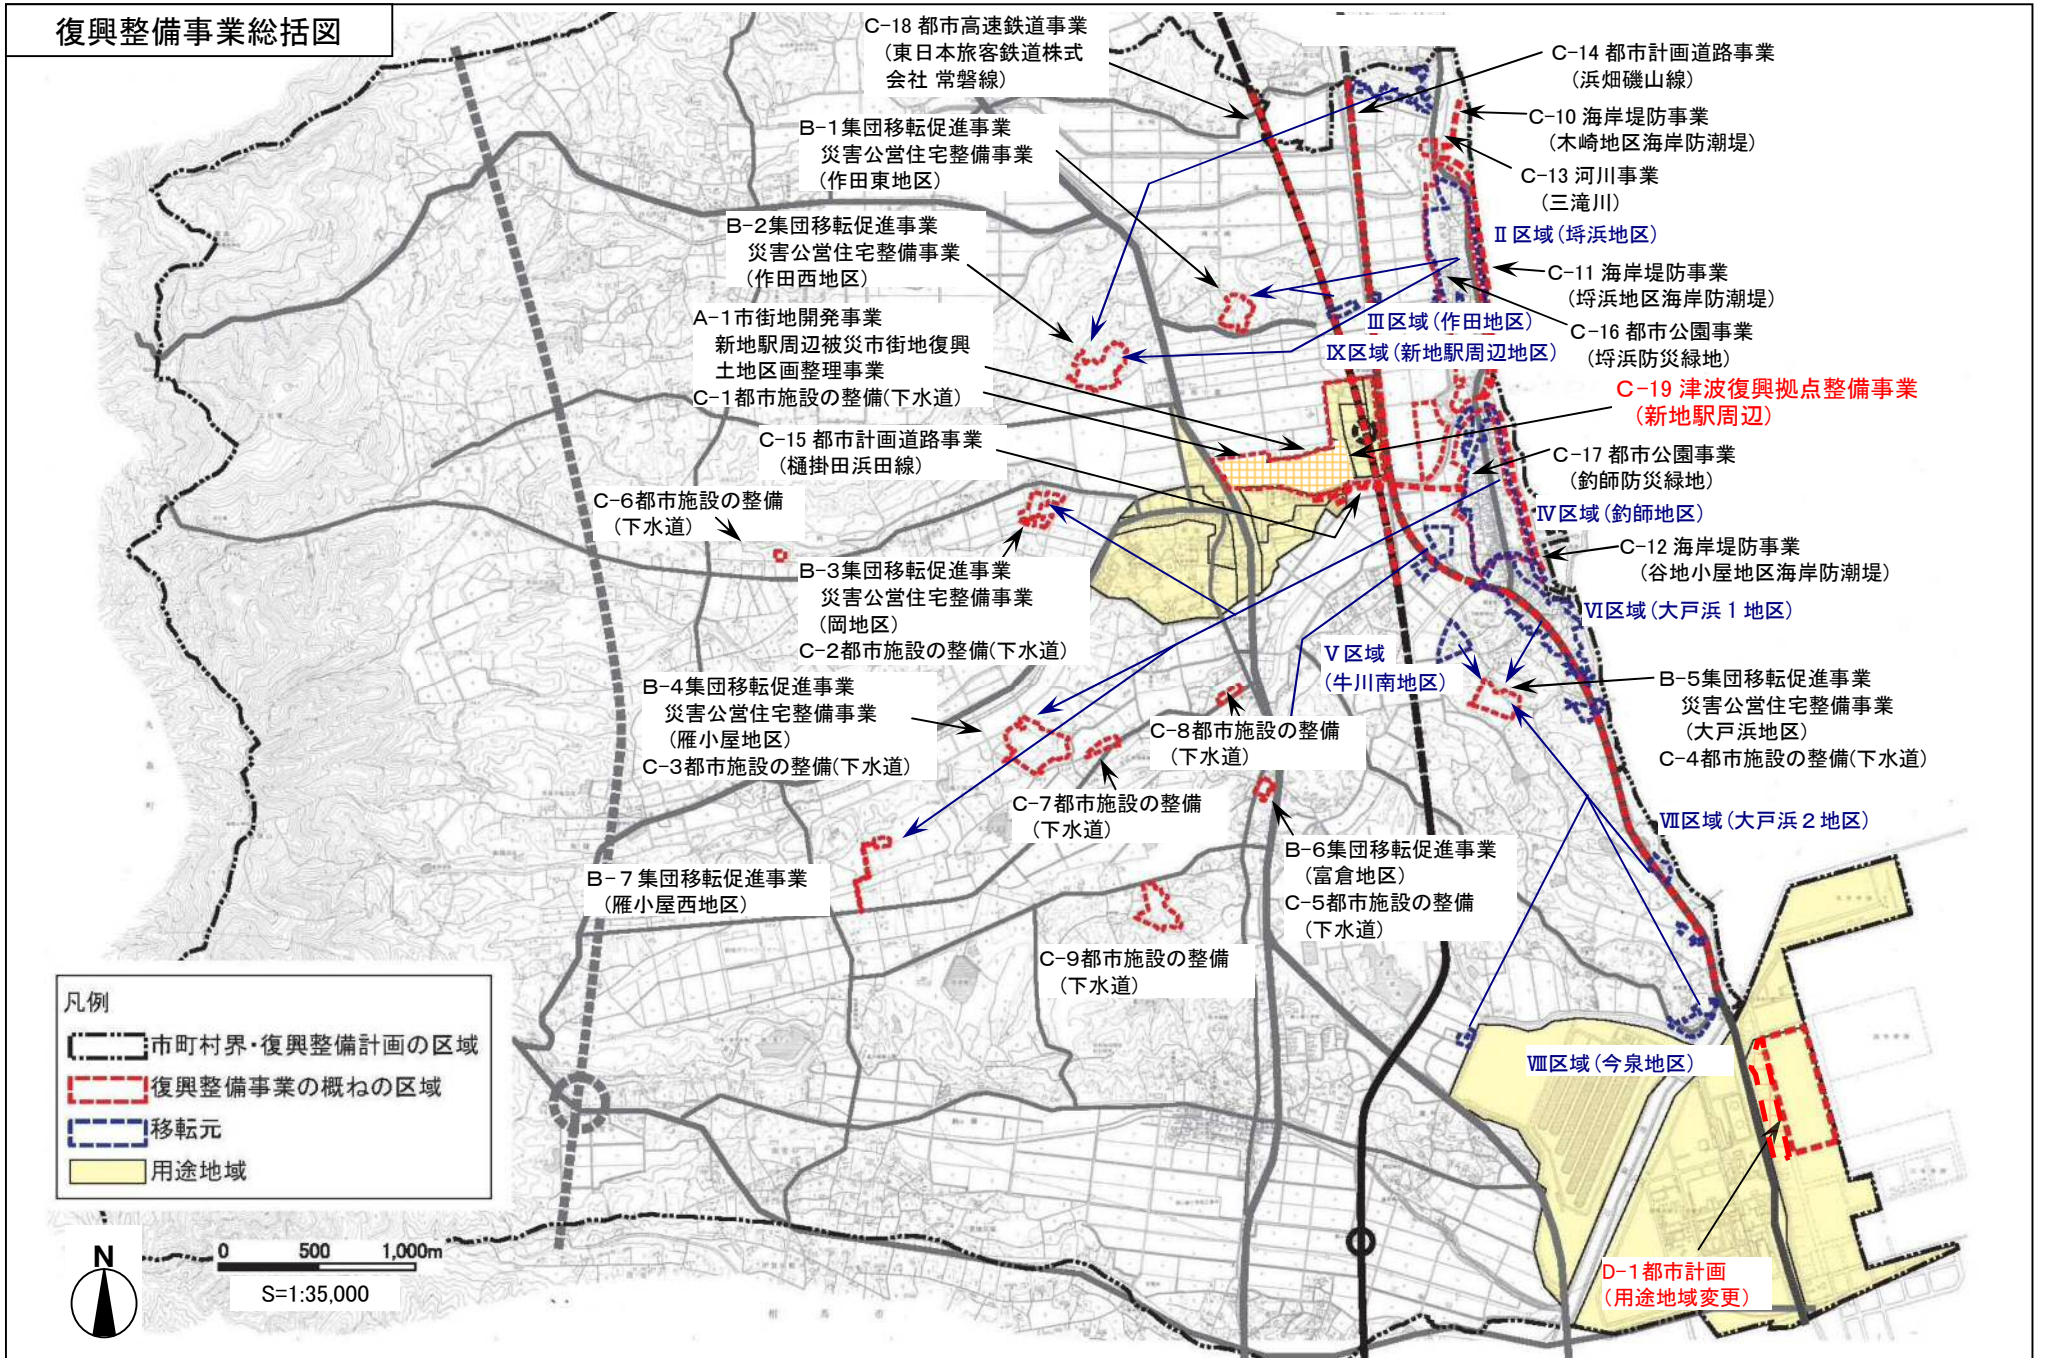 復興整備事業総括図
C-18 都市高速鉄道事業
(東日本旅客鉄道株式
会社 常磐線)
C-14 都市計画道路事業
(浜畑磯山線)
C-10 海岸堤防事業
(木崎地区海岸防潮堤)
B-1集団移転促進事業
災害公営住宅整備事業
(作田東地区)
C-13 河川事業
(三滝川)
B-2集団移転促進事業
災害公営住宅整備事業
(作田西地区)
Ⅱ区域(埒浜地区)
C-11 海岸堤防事業
(埒浜地区海岸防潮堤)
A-1市街地開発事業
新地駅周辺被災市街地復興
土地区画整理事業
C-1都市施設の整備(下水道)
Ⅲ区域(作田地区)
Ⅸ区域(新地駅周辺地区)
C-16 都市公園事業
(埒浜防災緑地)
C-19 津波復興拠点整備事業
(新地駅周辺)
C-15 都市計画道路事業
(樋掛田浜田線)
C-17 都市公園事業
(釣師防災緑地)
C-6都市施設の整備
(下水道)
Ⅳ区域(釣師地区)
C-12 海岸堤防事業
(谷地小屋地区海岸防潮堤)
B-3集団移転促進事業
災害公営住宅整備事業
(岡地区)
C-2都市施設の整備(下水道)
Ⅵ区域(大戸浜1地区)
Ⅴ区域
(牛川南地区)
B-4集団移転促進事業
災害公営住宅整備事業
(雁小屋地区)
C-3都市施設の整備(下水道)
B-5集団移転促進事業
災害公営住宅整備事業
(大戸浜地区)
C-4都市施設の整備(下水道)
C-8都市施設の整備
(下水道)
C-7都市施設の整備
(下水道)
Ⅶ区域(大戸浜2地区)
B-6集団移転促進事業
(富倉地区)
C-5都市施設の整備
(下水道)
B-7集団移転促進事業
(雁小屋西地区)
C-9都市施設の整備
(下水道)
Ⅷ区域(今泉地区)
凡例
市町村界・復興整備計画の区域
復興整備事業の概ねの区域
移転元
用途地域
D-1都市計画
(用途地域変更)
N
0 500 1,000m
S=1:35,000
相馬市